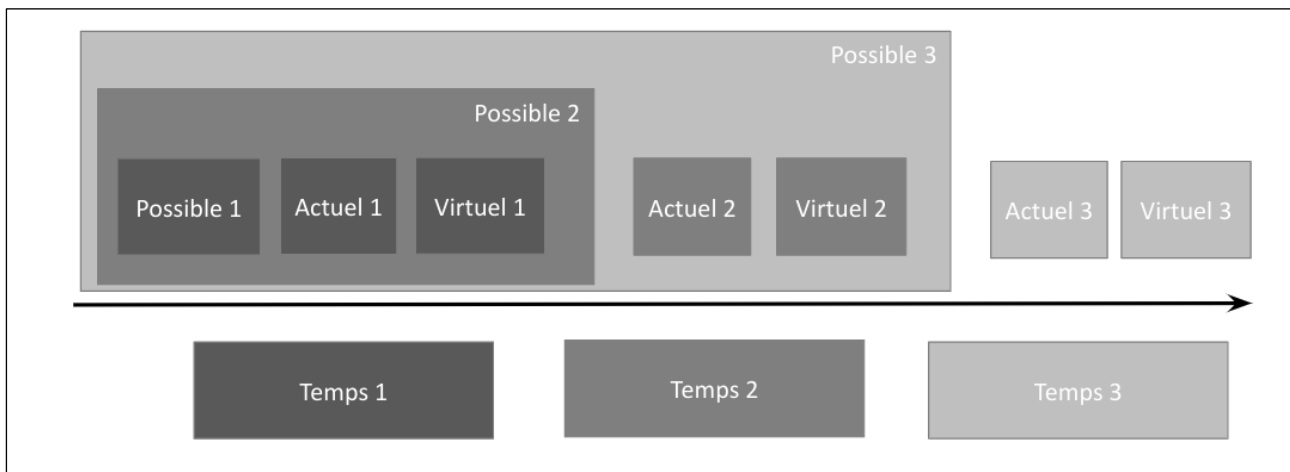 Possible 3
Possible 2
Possible 1
Actuel 1
Virtuel 1
Actuel 2
Virtuel 2
Actuel 3
Virtuel 3
Temps 1
Temps 2
Temps 3